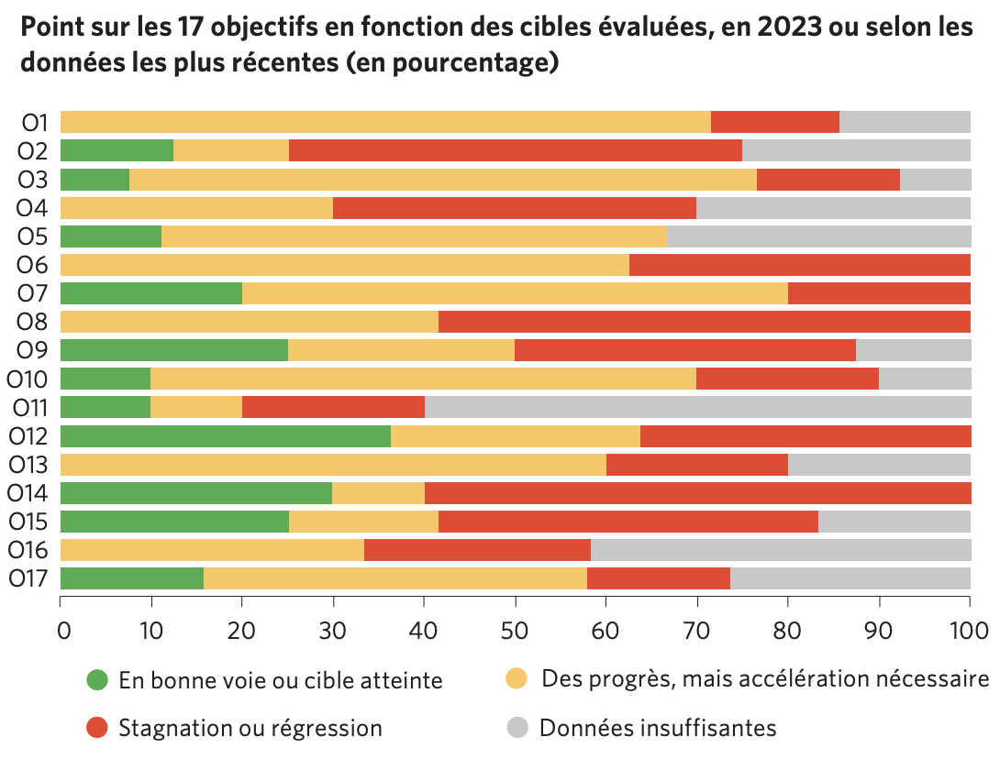 Point sur les 17 objectifs en fonction des cibles évaluées, en 2023 ou selon les
données les plus récentes (en pourcentage)
O1
O2
O3
O4
O5
O6
O7
O8
O9
O10
O11
O12
O13
O14
O15
O16
O17
0 10 20 30 40 50 60 70 80 90 100
En bonne voie ou cible atteinte
Des progrès, mais accélération nécessaire
Stagnation ou régression
Données insuffisantes